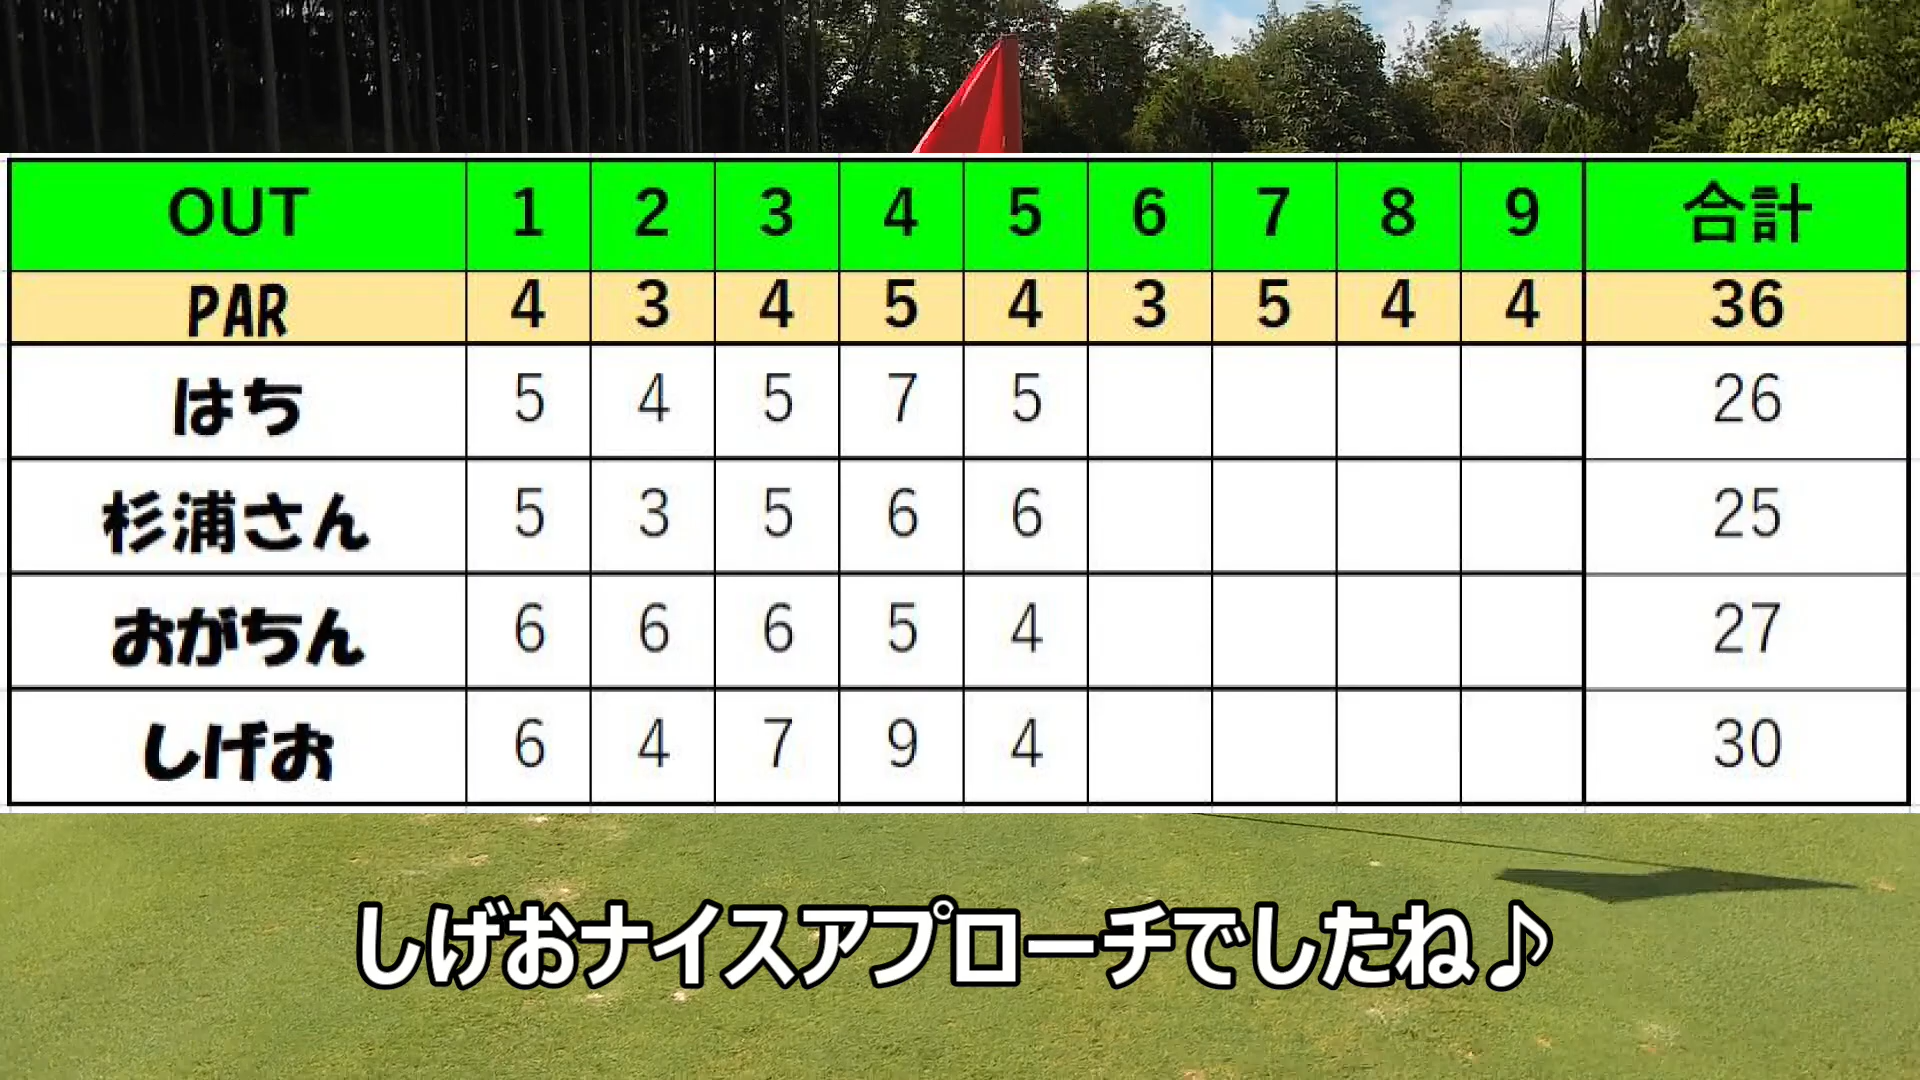 OUT 1 2 3 4 5 6 7 8 9 合計
PAR 4 3 4 5 4 3 5 4 4 36
はち 5 4 5 7 5 26
杉浦さん 5 3 5 6 6 25
おがちん 6 6 6 5 4 27
しげお 6 4 7 9 4 30
しげおナイスアプローチでしたね♪